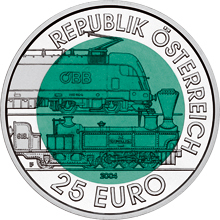 REPUBLIK ÖSTERREICH
ÖBB
2004
25 EURO